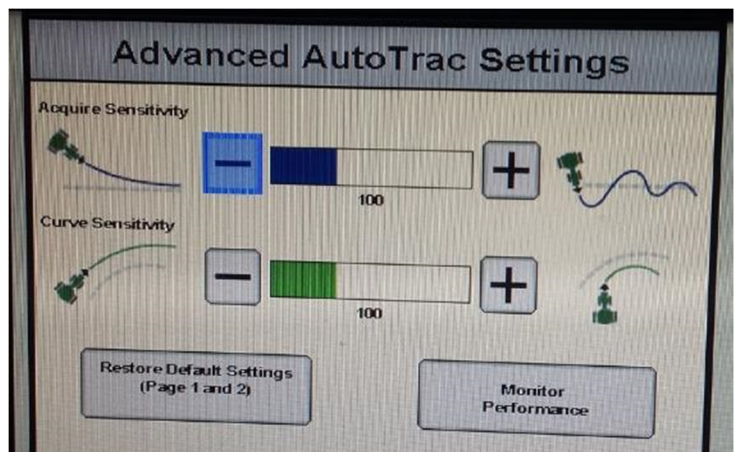 Advanced AutoTrac Settings
Acquire Sensitivity
100
Curve Sensitivity
100
Restore Default Settings
(Page 1 and 2)
Monitor
Performance